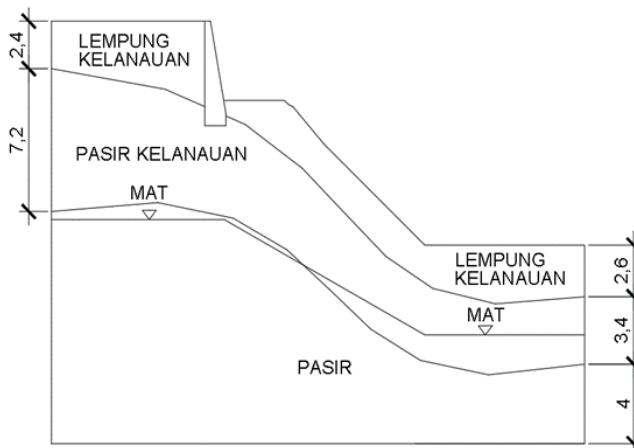 2,4
LEMPUNG
KELANAUAN
7,2
PASIR KELANAUAN
MAT
LEMPUNG
KELANAUAN
2,6
MAT
3,4
PASIR
4